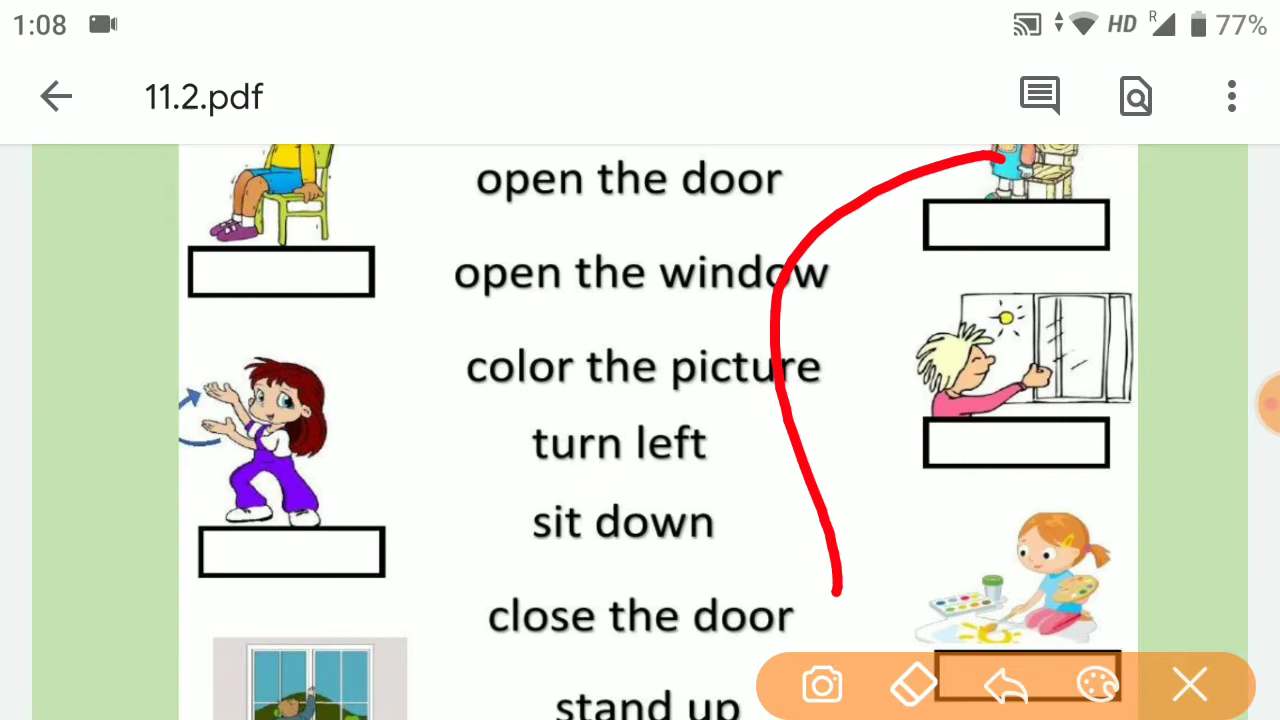 1:08 HD R 77%
11.2.pdf
open the door
open the window
color the picture
turn left
sit down
close the door
stand up